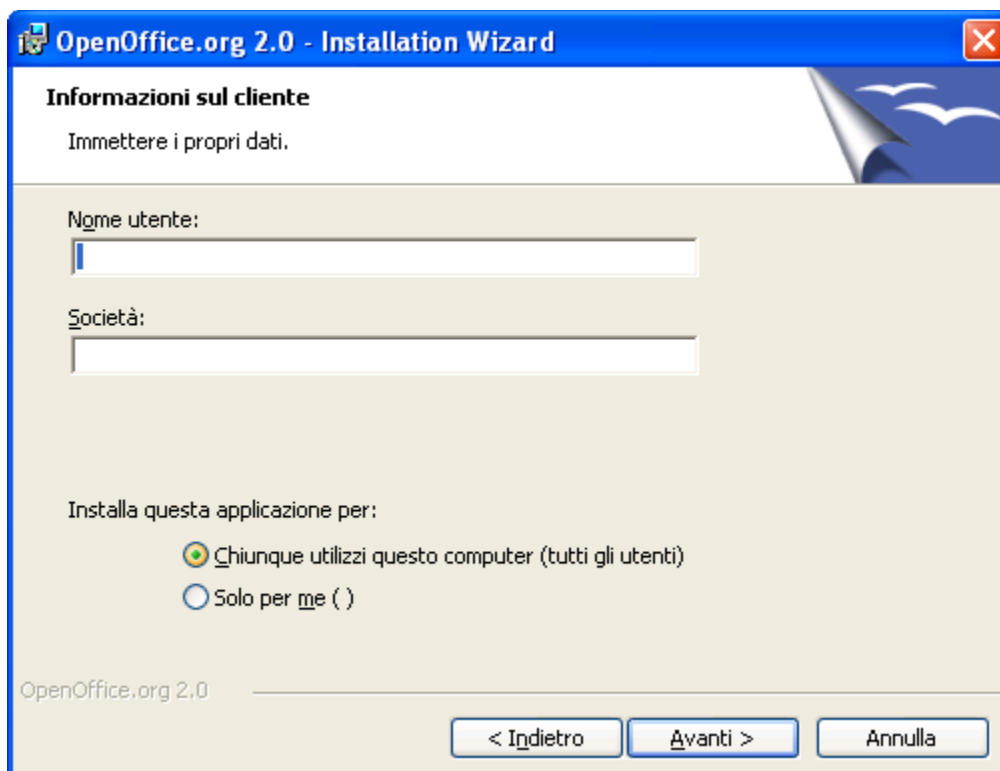 OpenOffice.org 2.0 - Installation Wizard
Informazioni sul cliente
Immettere i propri dati.
Nome utente:
Società:
Installa questa applicazione per:
Chiunque utilizzi questo computer (tutti gli utenti)
Solo per me ( )
OpenOffice.org 2.0
< Indietro
Avanti >
Annulla